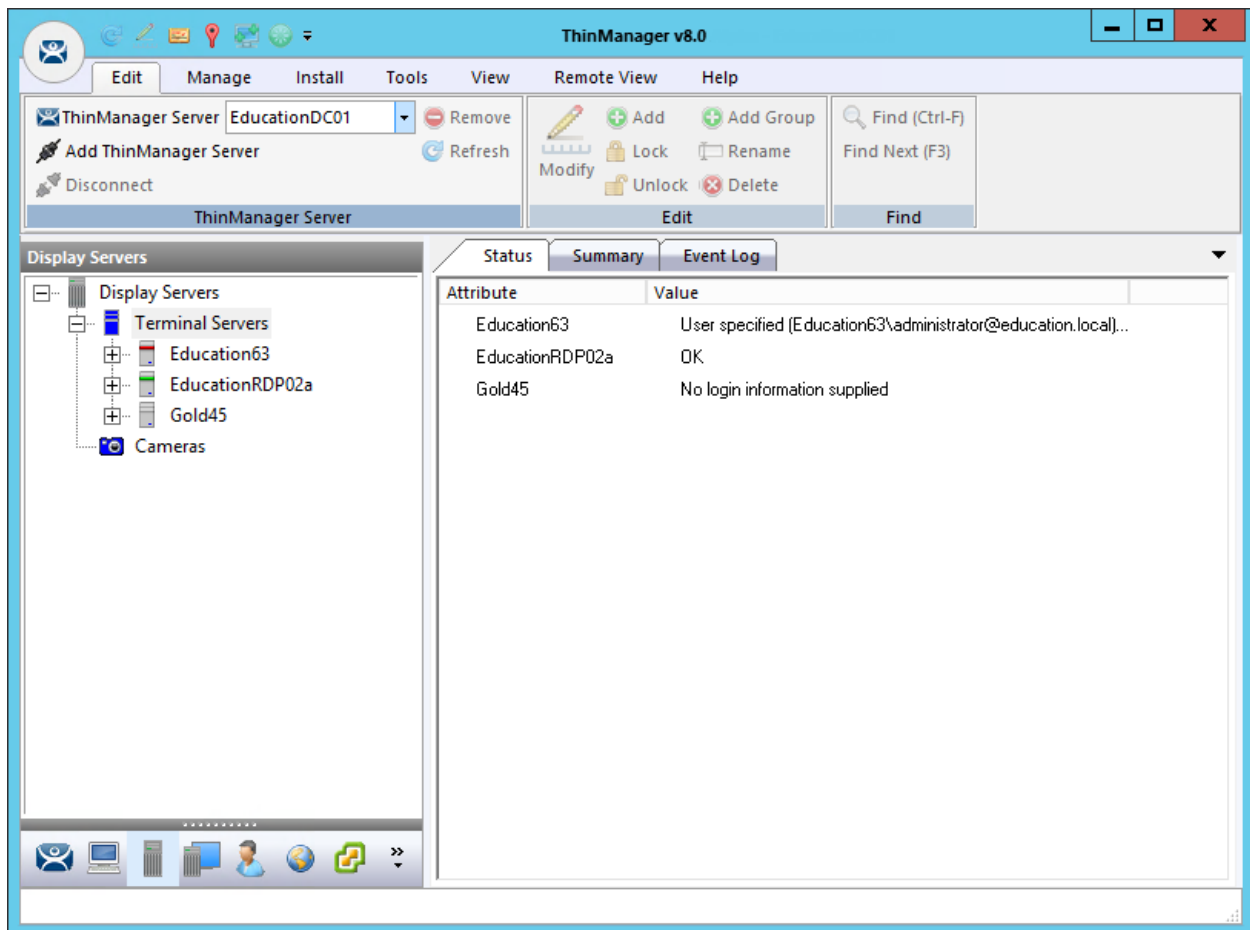 ThinManager v8.0
Edit Manage Install Tools View Remote View Help
ThinManager Server EducationDC01 Remove
Add ThinManager Server Refresh
Disconnect
ThinManager Server
Modify
Add Add Group
Lock Rename
Unlock Delete
Edit
Find (Ctrl-F)
Find Next (F3)
Find
Display Servers
Display Servers
Terminal Servers
Education63
EducationRDP02a
Gold45
Cameras
Status Summary Event Log
Attribute Value
Education63 User specified (Education63\administrator@education.local)...
EducationRDP02a OK
Gold45 No login information supplied